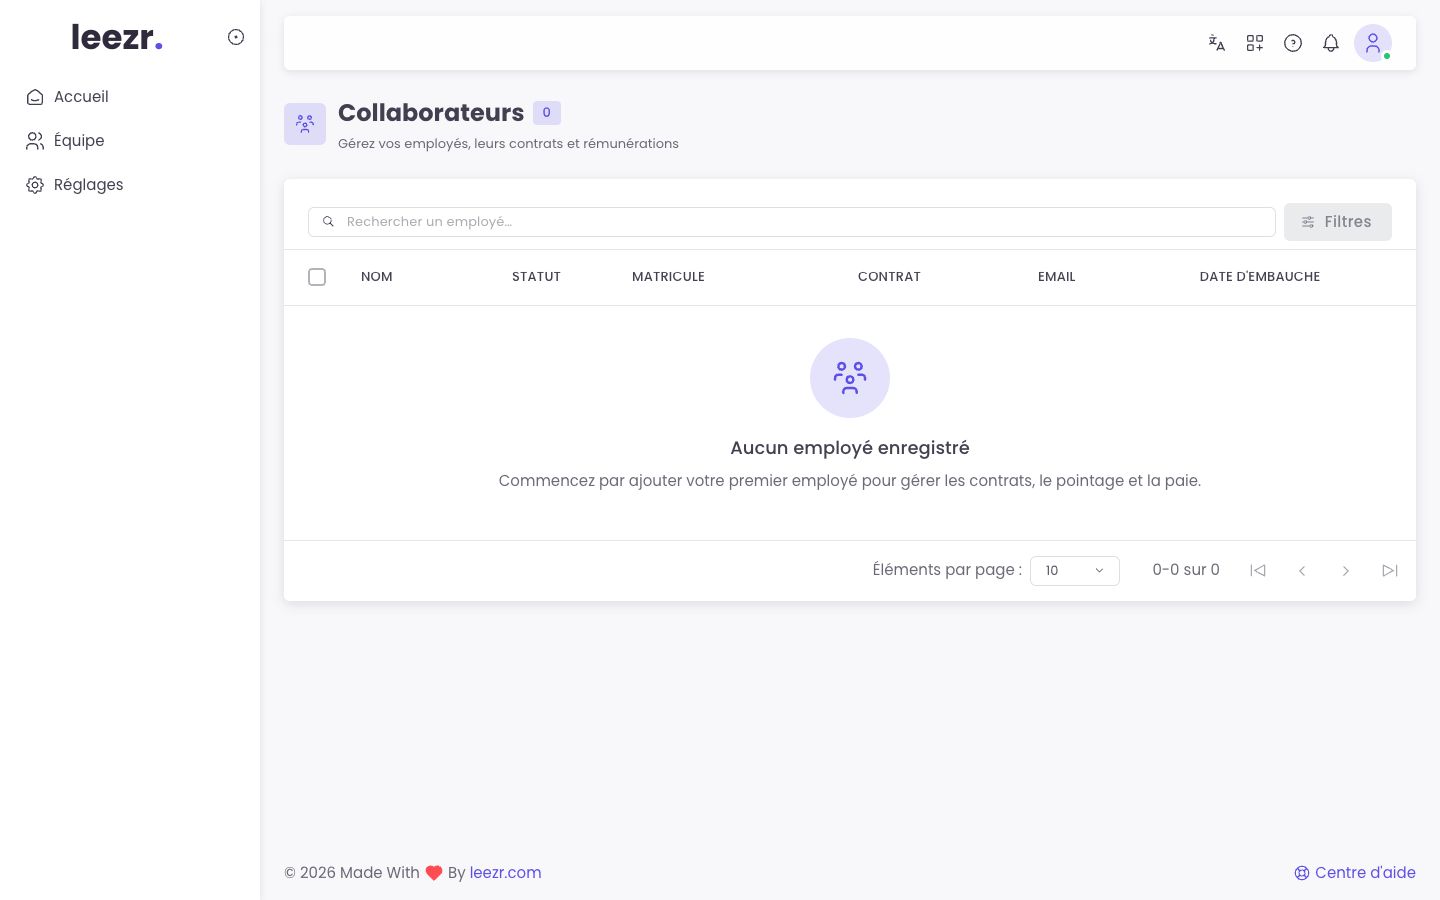 leezr.
Accueil
Équipe
Réglages
Collaborateurs 0
Gérez vos employés, leurs contrats et rémunérations
Rechercher un employé...
Filtres
NOM STATUT MATRICULE CONTRAT EMAIL DATE D'EMBAUCHE
Aucun employé enregistré
Commencez par ajouter votre premier employé pour gérer les contrats, le pointage et la paie.
Éléments par page : 10 0-0 sur 0
© 2026 Made With By leezr.com
Centre d'aide